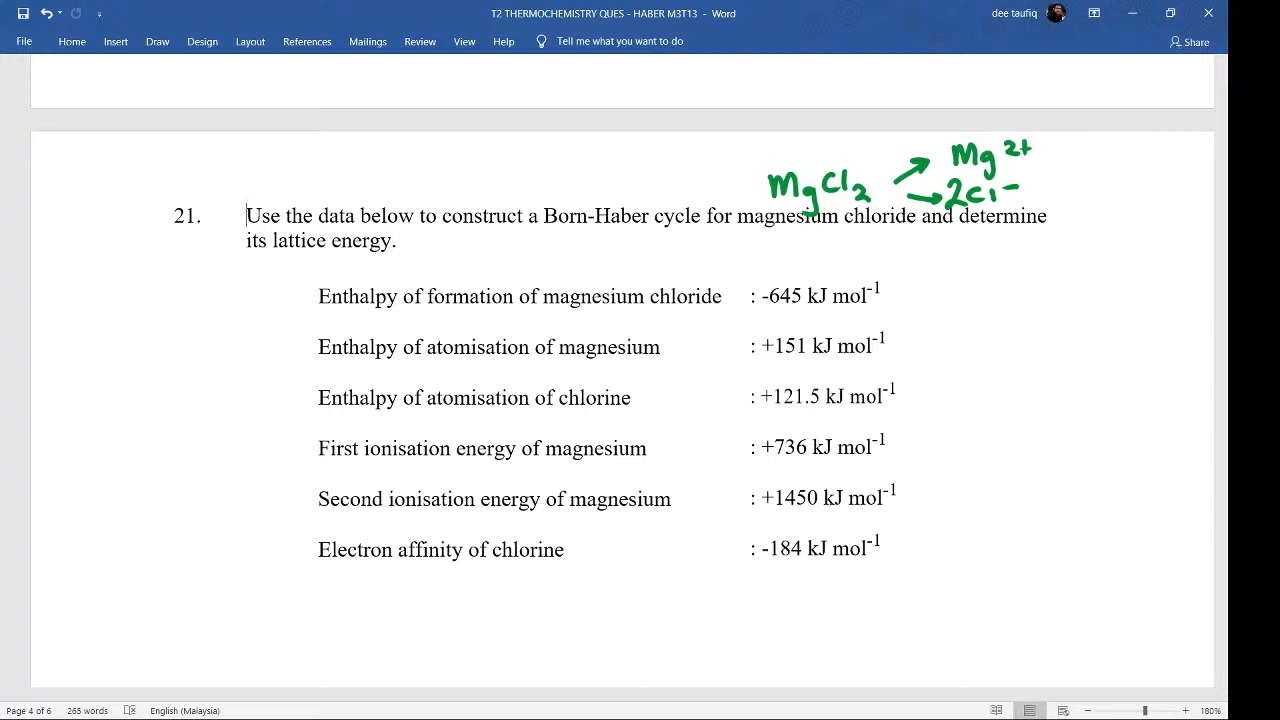 T2 THERMOCHEMISTRY QUES - HABER M3T13 - Word
dee taufiq
File Home Insert Draw Design Layout References Mailings Review View Help Tell me what you want to do
Share
MgCl2 → Mg2+
→ 2Cl-
21. Use the data below to construct a Born-Haber cycle for magnesium chloride and determine
its lattice energy.
Enthalpy of formation of magnesium chloride : -645 kJ mol-1
Enthalpy of atomisation of magnesium : +151 kJ mol-1
Enthalpy of atomisation of chlorine : +121.5 kJ mol-1
First ionisation energy of magnesium : +736 kJ mol-1
Second ionisation energy of magnesium : +1450 kJ mol-1
Electron affinity of chlorine : -184 kJ mol-1
Page 4 of 6 265 words English (Malaysia) 180%